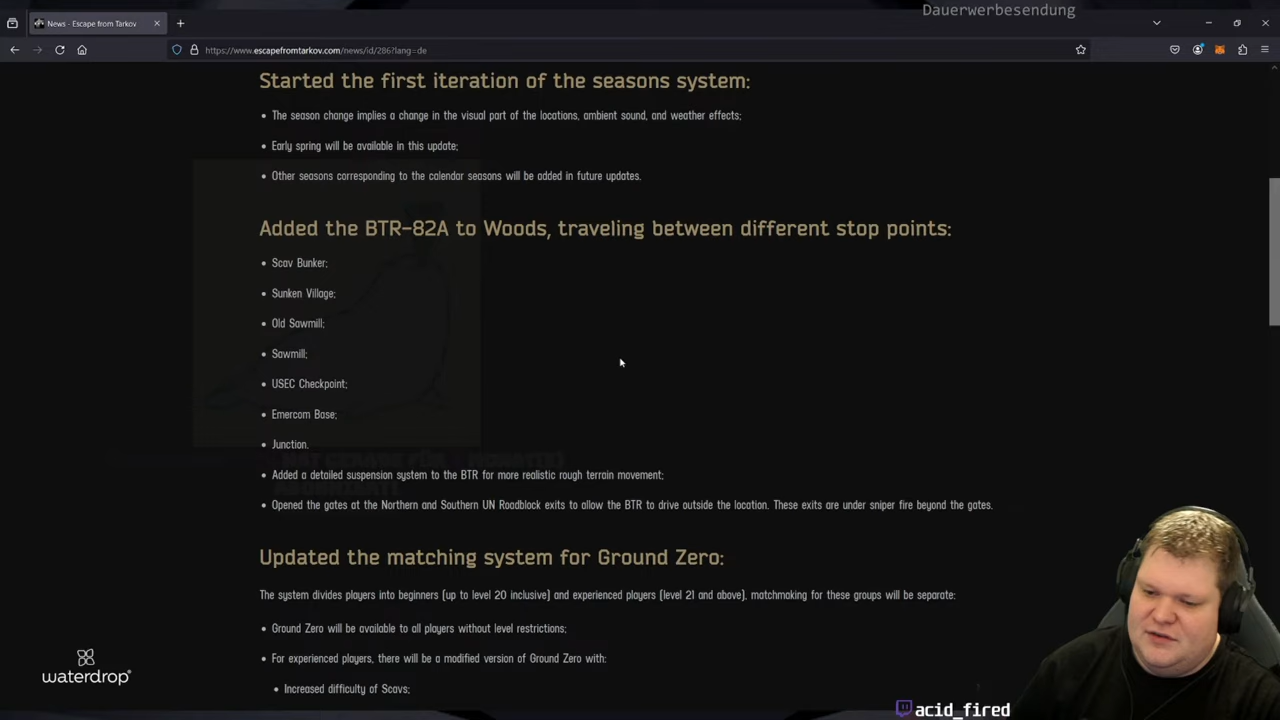 Dauerwerbesendung
News - Escape from Tarkov
https://www.escapefromtarkov.com/news/id/286?lang=de
Started the first iteration of the seasons system:
• The season change implies a change in the visual part of the locations, ambient sound, and weather effects;
• Early spring will be available in this update;
• Other seasons corresponding to the calendar seasons will be added in future updates.
Added the BTR-82A to Woods, traveling between different stop points:
• Scav Bunker;
• Sunken Village;
• Old Sawmill;
• Sawmill;
• USEC Checkpoint;
• Emercom Base;
• Junction.
• Added a detailed suspension system to the BTR for more realistic rough terrain movement;
• Opened the gates at the Northern and Southern UN Roadblock exits to allow the BTR to drive outside the location. These exits are under sniper fire beyond the gates.
Updated the matching system for Ground Zero:
The system divides players into beginners (up to level 20 inclusive) and experienced players (level 21 and above), matchmaking for these groups will be separate:
• Ground Zero will be available to all players without level restrictions;
• For experienced players, there will be a modified version of Ground Zero with:
• Increased difficulty of Scavs;
waterdrop
acid_fired